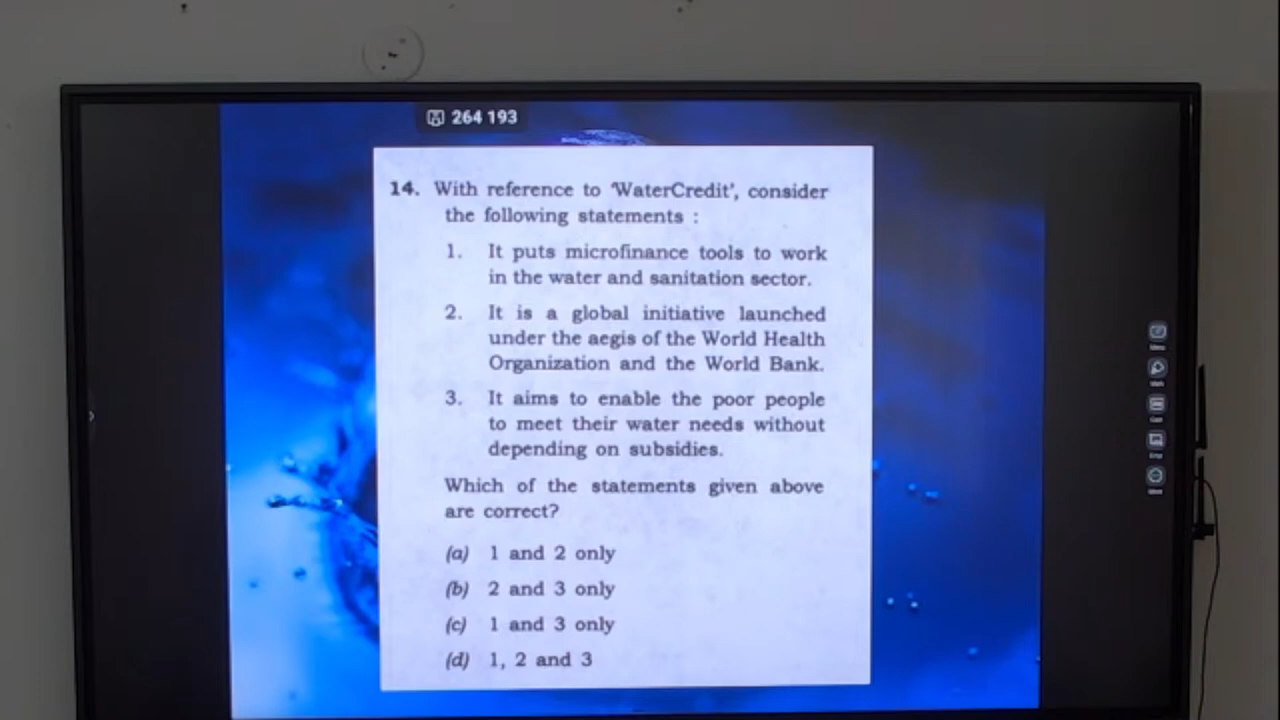 264 193
14. With reference to 'WaterCredit', consider
the following statements :
1. It puts microfinance tools to work
in the water and sanitation sector.
2. It is a global initiative launched
under the aegis of the World Health
Organization and the World Bank.
3. It aims to enable the poor people
to meet their water needs without
depending on subsidies.
Which of the statements given above
are correct?
(a) 1 and 2 only
(b) 2 and 3 only
(c) 1 and 3 only
(d) 1, 2 and 3